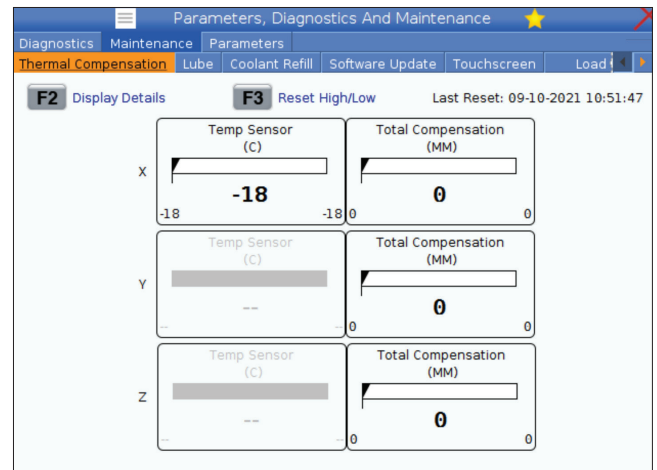 Parameters, Diagnostics And Maintenance
Diagnostics Maintenance Parameters
Thermal Compensation Lube Coolant Refill Software Update Touchscreen Load
F2 Display Details F3 Reset High/Low Last Reset: 09-10-2021 10:51:47
Temp Sensor Total Compensation
(C) (MM)
X
-18 0
-18 -18 0 0
Temp Sensor Total Compensation
(C) (MM)
Y
-- 0
-- -- 0 0
Temp Sensor Total Compensation
(C) (MM)
Z
-- 0
-- -- 0 0